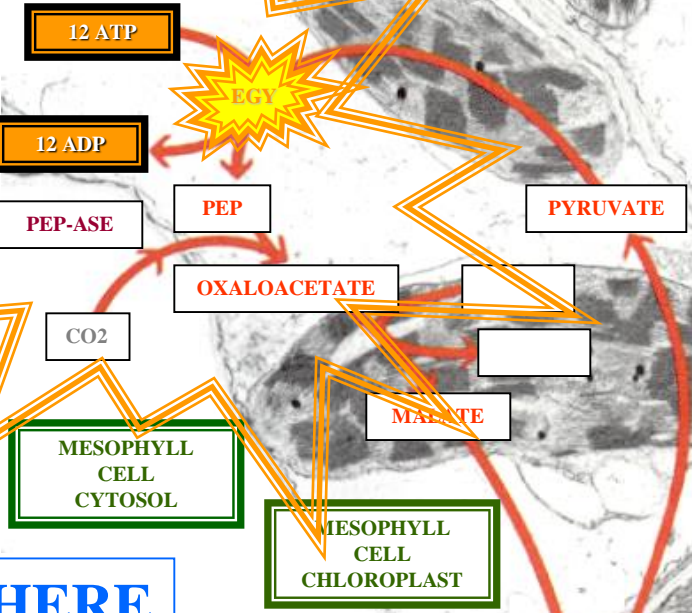 12 ATP
EGY
12 ADP
PEP
PYRUVATE
PEP-ASE
OXALOACETATE
CO2
MALATE
MESOPHYLL
CELL
CYTOSOL
MESOPHYLL
CELL
CHLOROPLAST
HERE